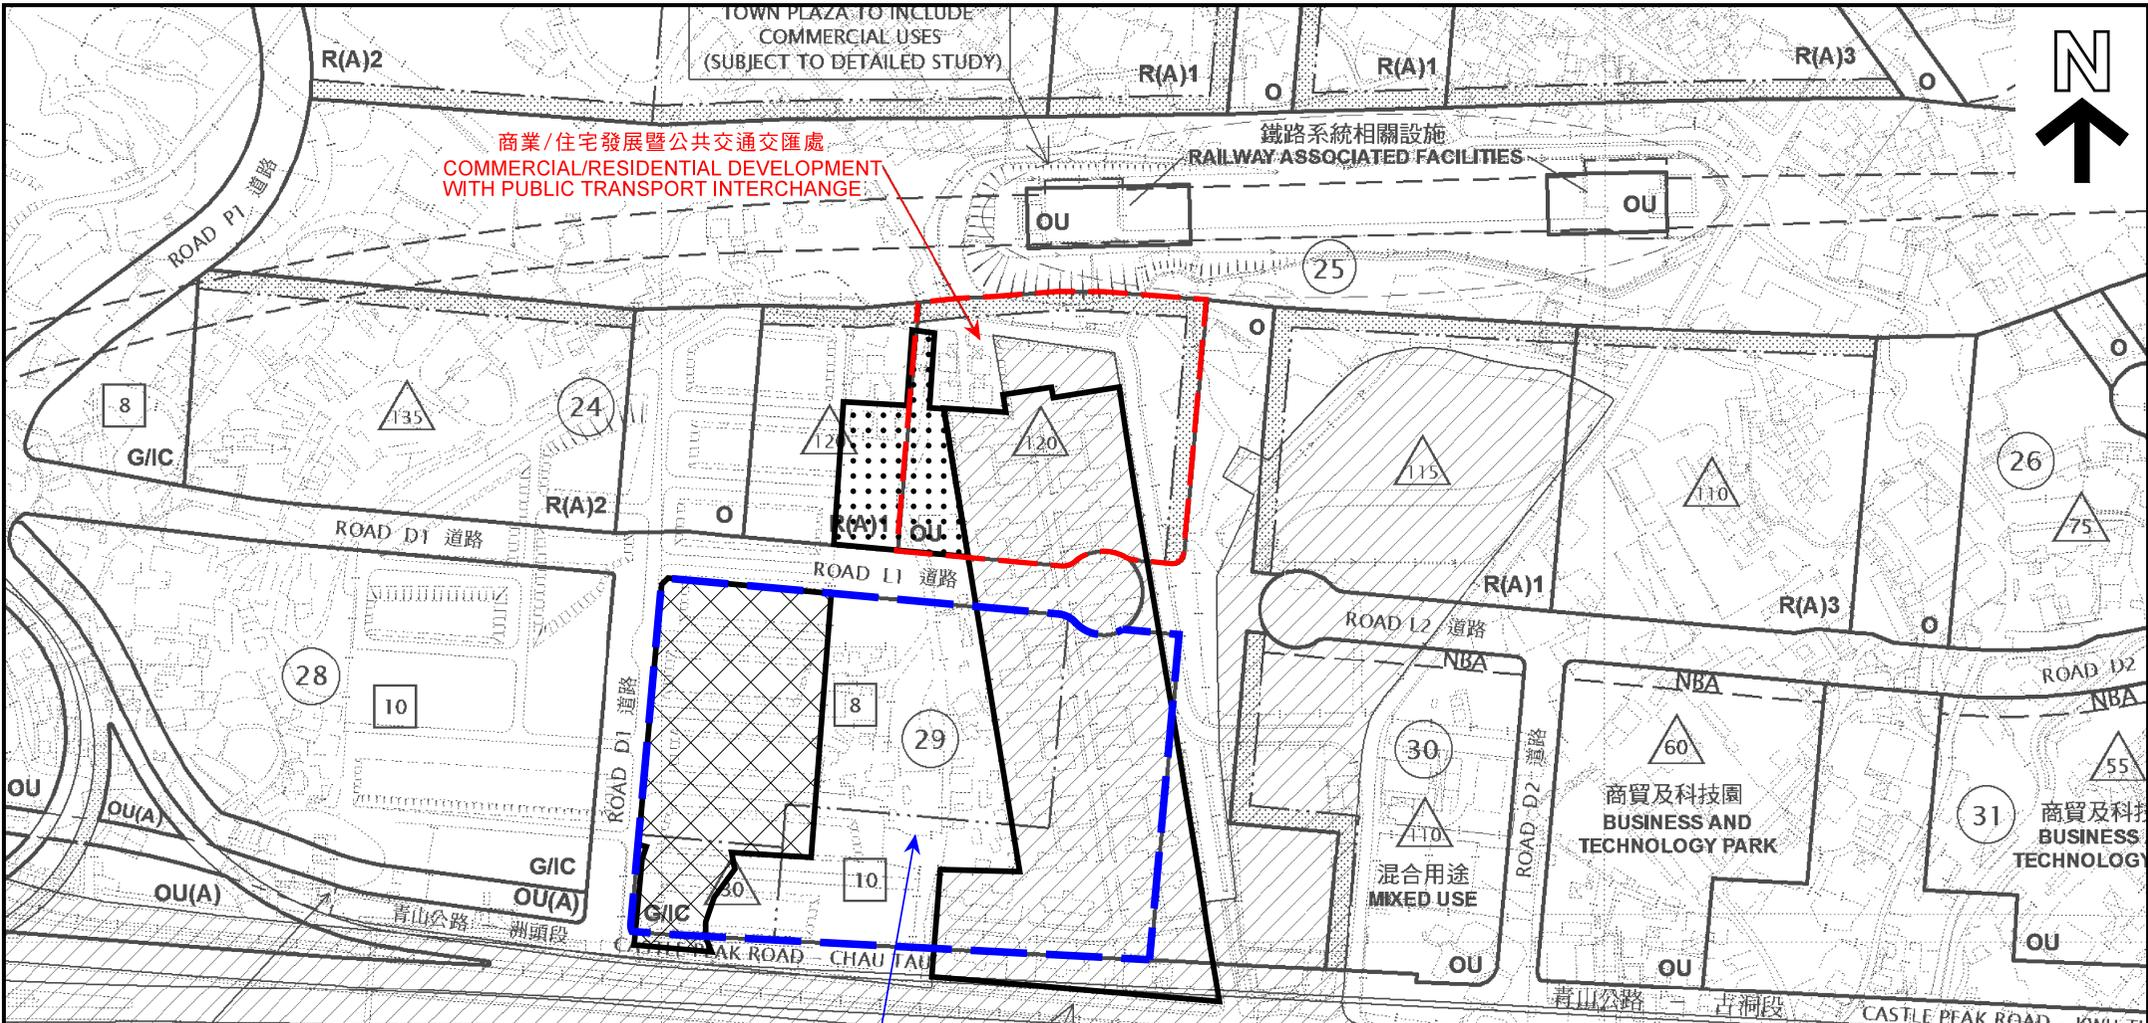 TOWN PLAZA TO INCLUDE
COMMERCIAL USES
(SUBJECT TO DETAILED STUDY)
R(A)2
R(A)1
O
R(A)1
R(A)3
O
N
商業/住宅發展暨公共交通交匯處
COMMERCIAL/RESIDENTIAL DEVELOPMENT
WITH PUBLIC TRANSPORT INTERCHANGE
鐵路系統相關設施
RAILWAY ASSOCIATED FACILITIES
ROAD P1 道路
OU
OU
25
O
O
8
135
24
120
120
115
110
26
75
G/IC
R(A)2
O
R(A)1
OU
R(A)1
R(A)3
O
ROAD D1 道路
ROAD L1 道路
ROAD L2 道路
ROAD D2
NBA
NBA
NBA
28
10
ROAD D1 道路
8
29
30
110
混合用途
MIXED USE
ROAD D2 道路
60
商貿及科技園
BUSINESS AND
TECHNOLOGY PARK
31
55
商貿及科技
BUSINESS
TECHNOLOGY
OU
OU(A)
G/IC
OU(A)
OU(A)
30
10
G/IC
OU
OU
OU
青山公路 – 洲頭段
CASTLE PEAK ROAD CHAU TAU
青山公路 – 古洞段
CASTLE PEAK ROAD